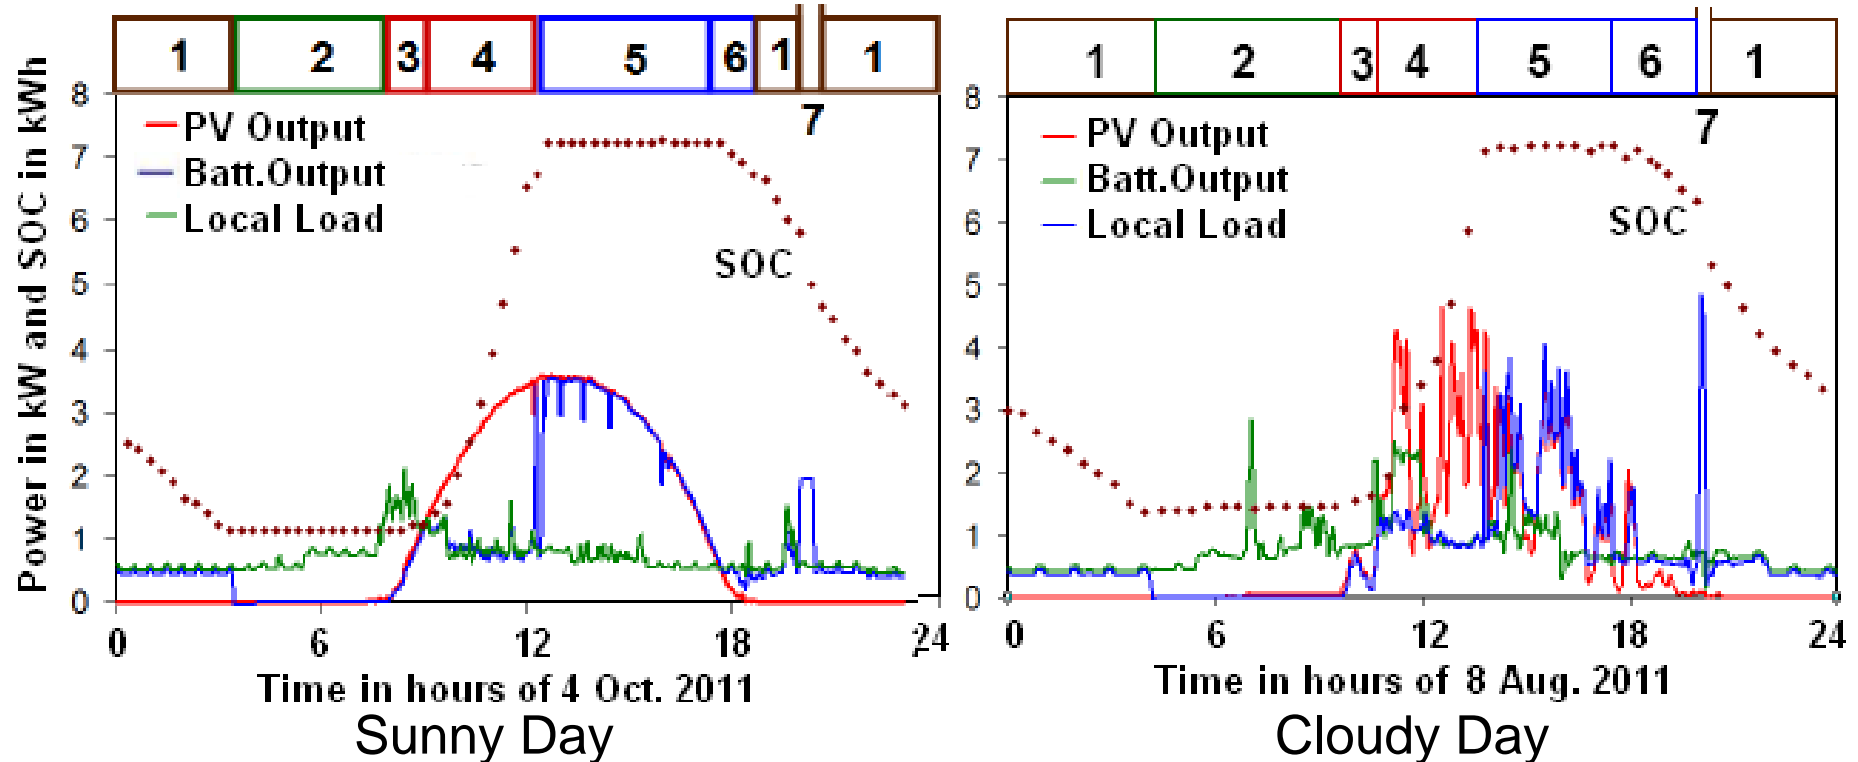 1 2 3 4 5 6 1 1
7
Power in kW and SOC in kWh
8
7
6
5
4
3
2
1
0
PV Output
Batt.Output
Local Load
SOC
0 6 12 18 24
Time in hours of 4 Oct. 2011
Sunny Day
1 2 3 4 5 6 1
7
8
7
6
5
4
3
2
1
0
PV Output
Batt.Output
Local Load
SOC
0 6 12 18 24
Time in hours of 8 Aug. 2011
Cloudy Day